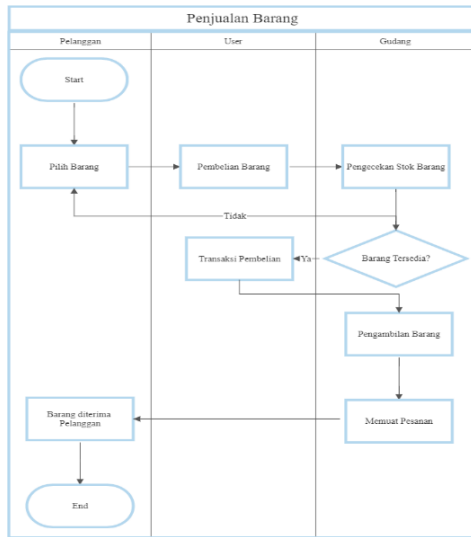 Penjualan Barang
Pelanggan
User
Gudang
Start
Pilih Barang
Pembelian Barang
Pengecekan Stok Barang
Tidak
Transaksi Pembelian
Ya
Barang Tersedia?
Pengambilan Barang
Barang diterima
Pelanggan
Memuat Pesanan
End